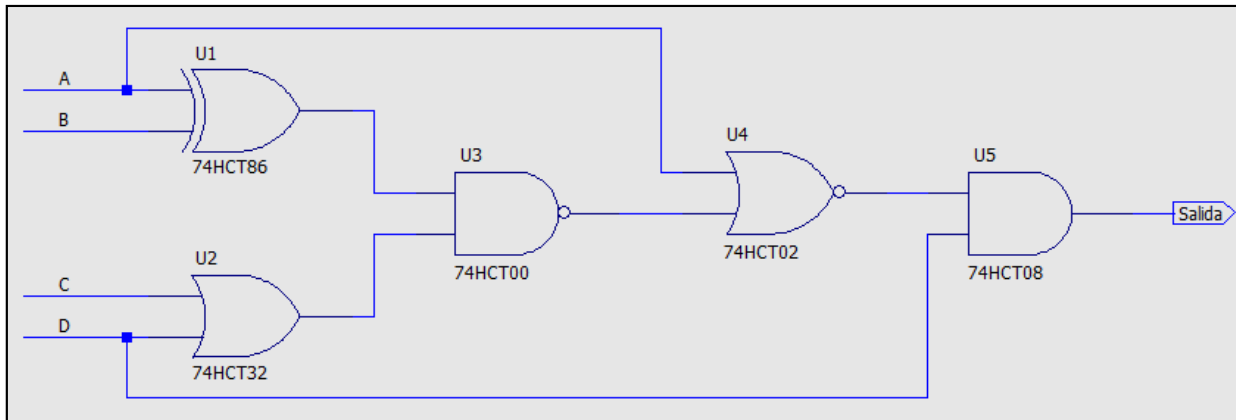 U1
A
B
74HCT86
U3
74HCT00
U2
C
D
74HCT32
U4
74HCT02
U5
74HCT08
Salida